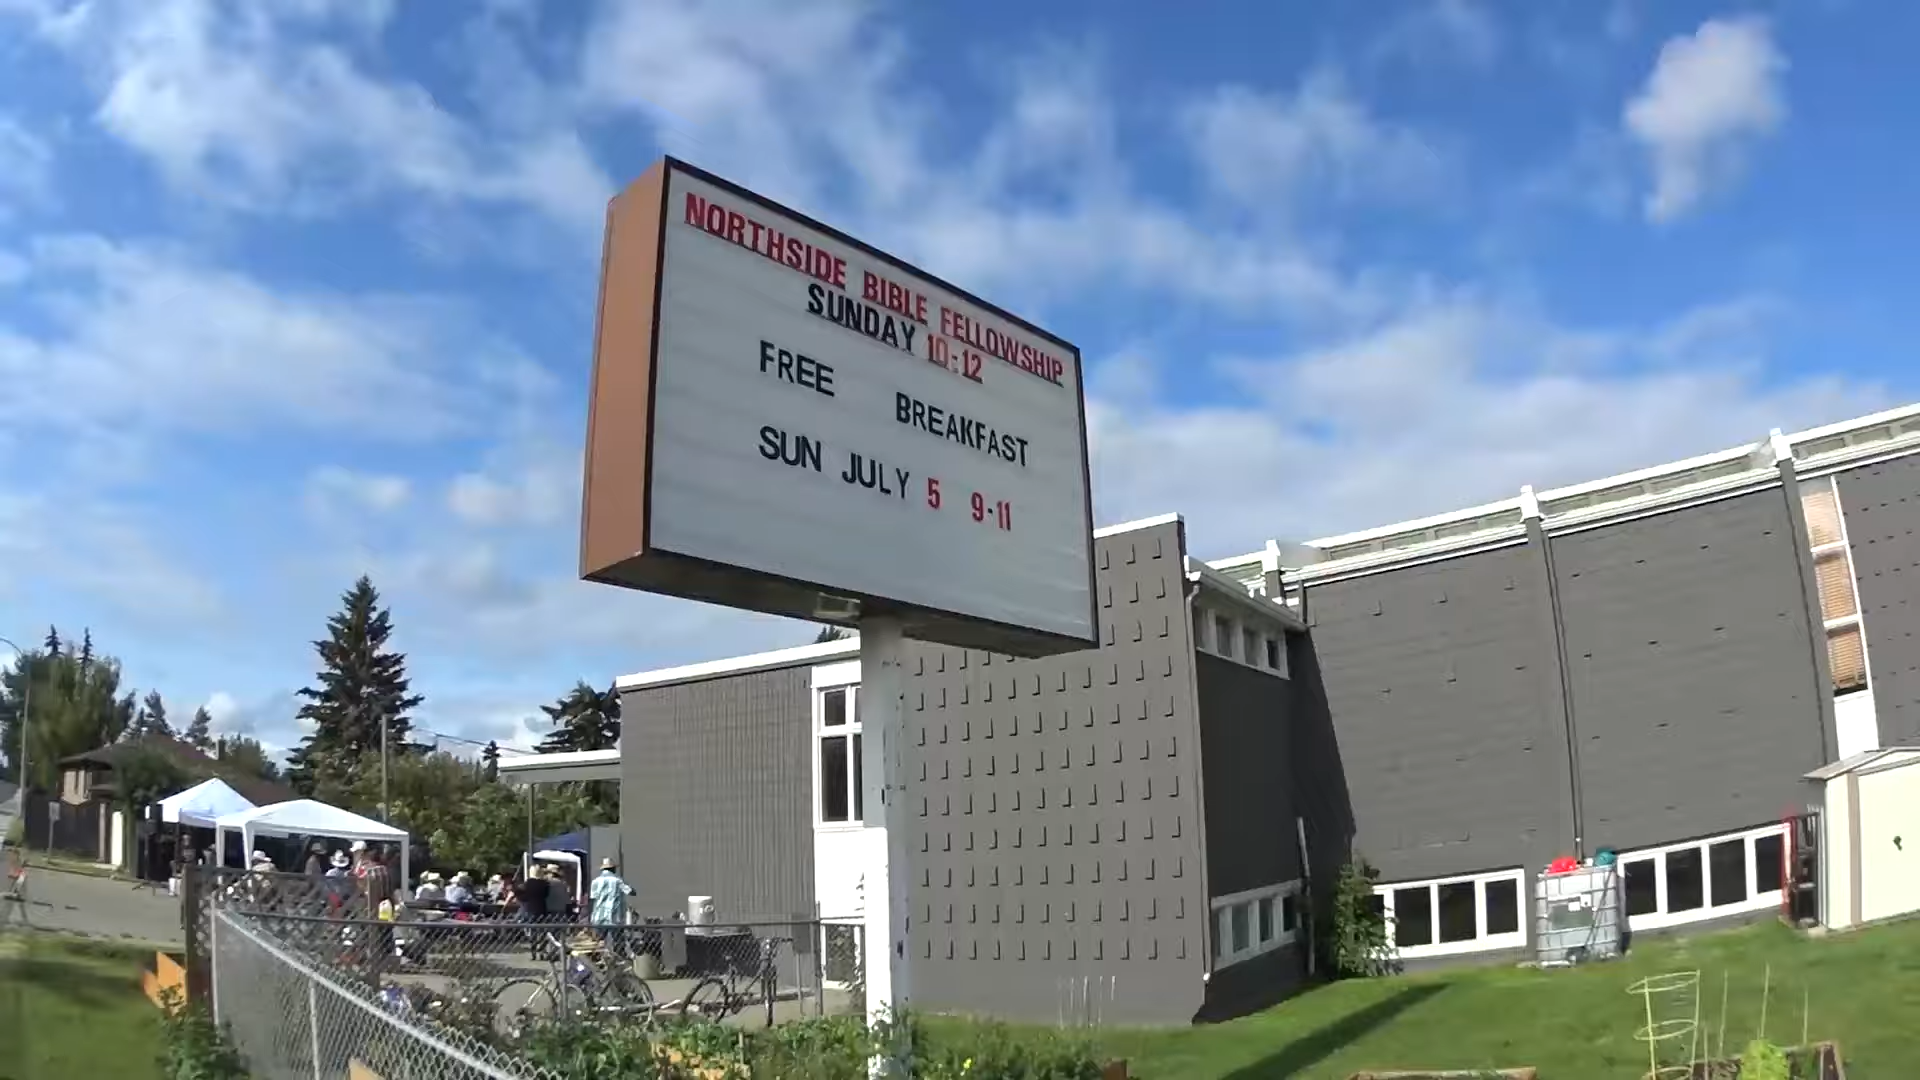 NORTHSIDE BIBLE FELLOWSHIP
SUNDAY 10-12
FREE BREAKFAST
SUN JULY 5 9-11